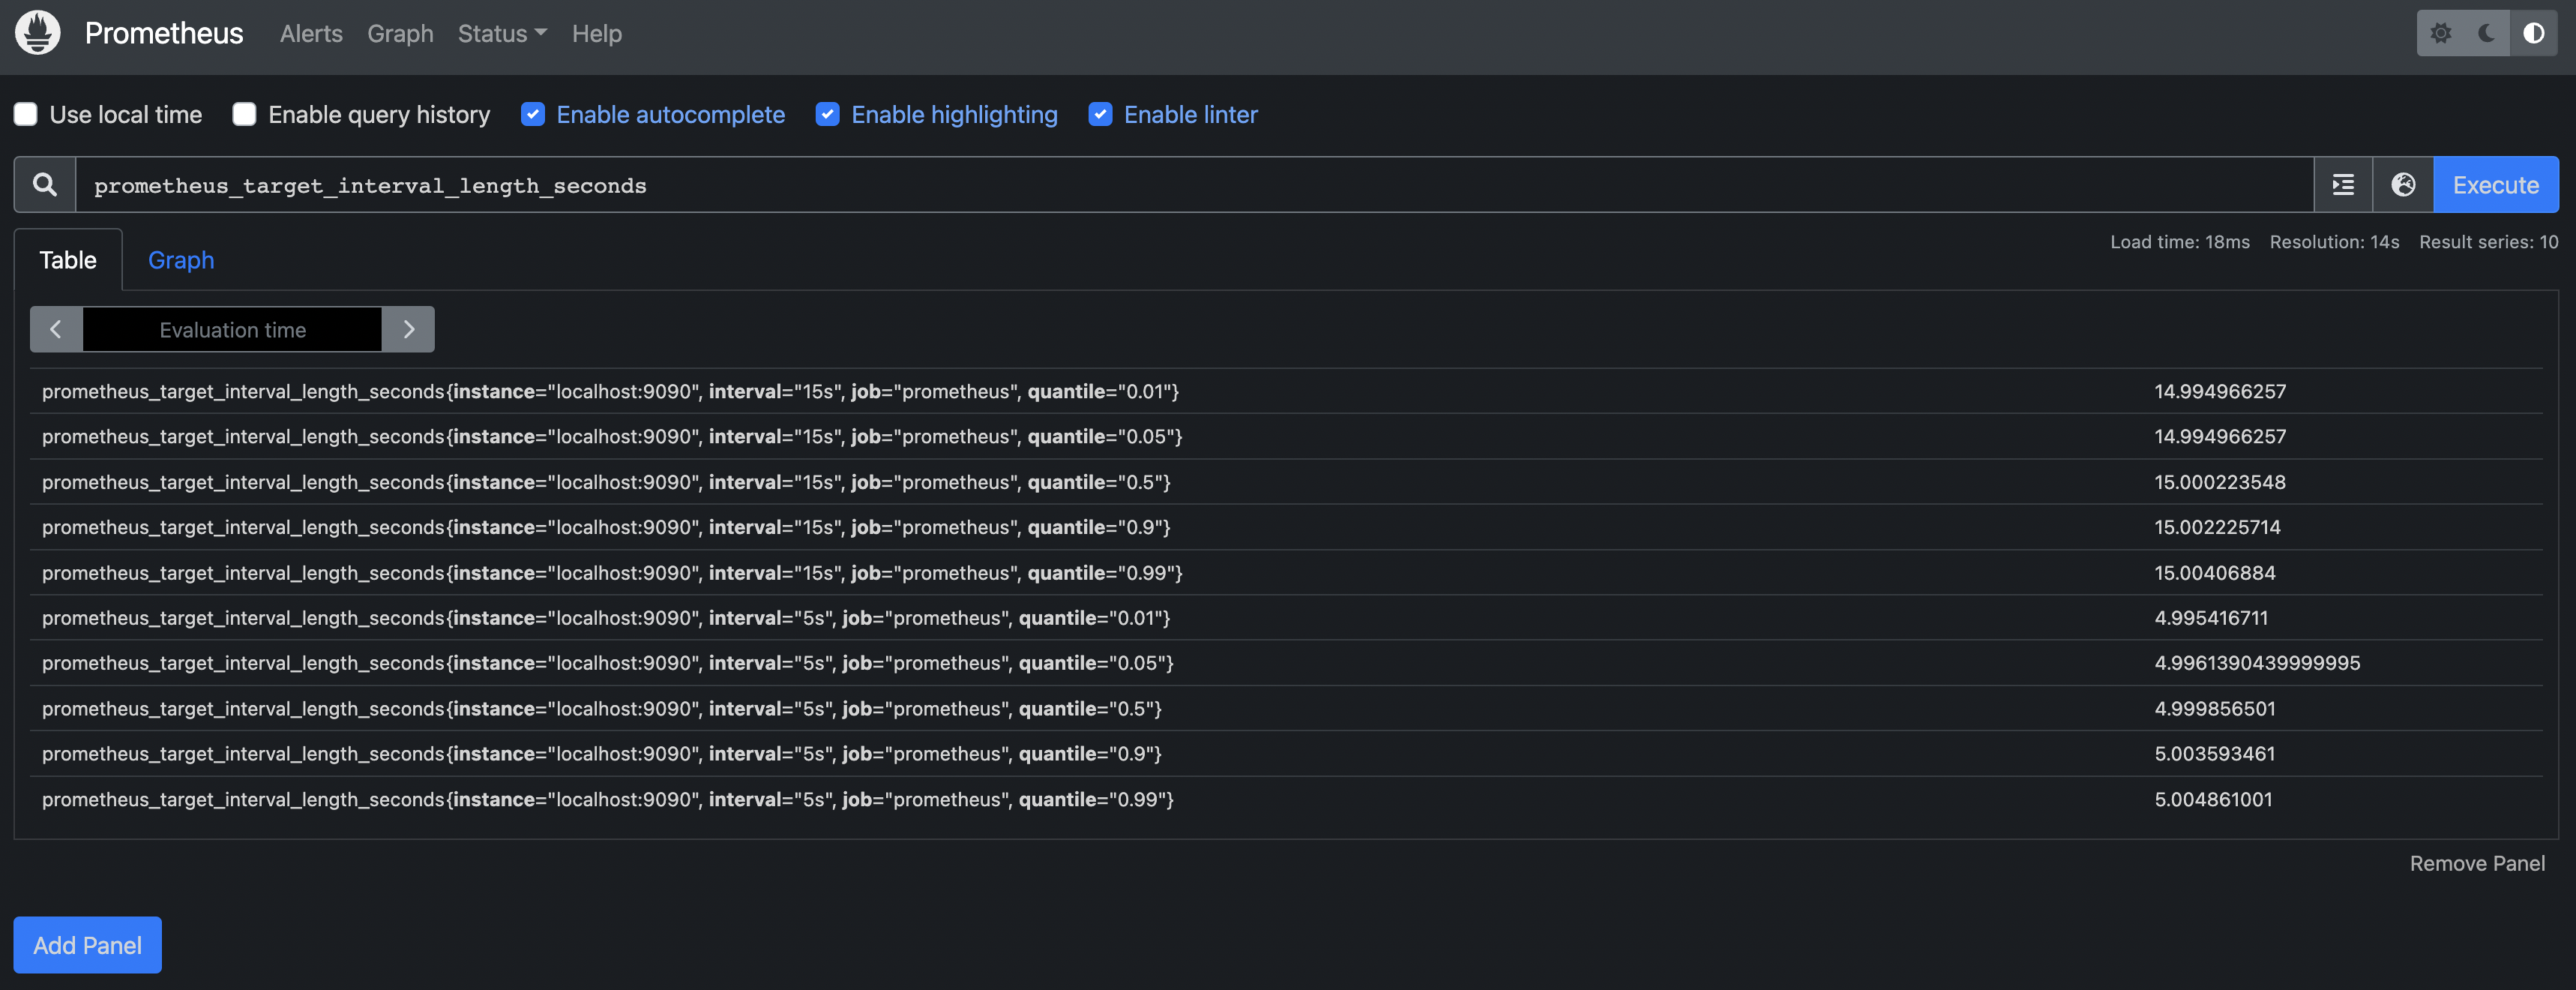 Prometheus Alerts Graph Status Help
Use local time Enable query history Enable autocomplete Enable highlighting Enable linter
prometheus_target_interval_length_seconds Execute
Table Graph Load time: 18ms Resolution: 14s Result series: 10
Evaluation time
prometheus_target_interval_length_seconds{instance="localhost:9090", interval="15s", job="prometheus", quantile="0.01"} 14.994966257
prometheus_target_interval_length_seconds{instance="localhost:9090", interval="15s", job="prometheus", quantile="0.05"} 14.994966257
prometheus_target_interval_length_seconds{instance="localhost:9090", interval="15s", job="prometheus", quantile="0.5"} 15.000223548
prometheus_target_interval_length_seconds{instance="localhost:9090", interval="15s", job="prometheus", quantile="0.9"} 15.002225714
prometheus_target_interval_length_seconds{instance="localhost:9090", interval="15s", job="prometheus", quantile="0.99"} 15.00406884
prometheus_target_interval_length_seconds{instance="localhost:9090", interval="5s", job="prometheus", quantile="0.01"} 4.995416711
prometheus_target_interval_length_seconds{instance="localhost:9090", interval="5s", job="prometheus", quantile="0.05"} 4.9961390439999995
prometheus_target_interval_length_seconds{instance="localhost:9090", interval="5s", job="prometheus", quantile="0.5"} 4.999856501
prometheus_target_interval_length_seconds{instance="localhost:9090", interval="5s", job="prometheus", quantile="0.9"} 5.003593461
prometheus_target_interval_length_seconds{instance="localhost:9090", interval="5s", job="prometheus", quantile="0.99"} 5.004861001
Remove Panel
Add Panel